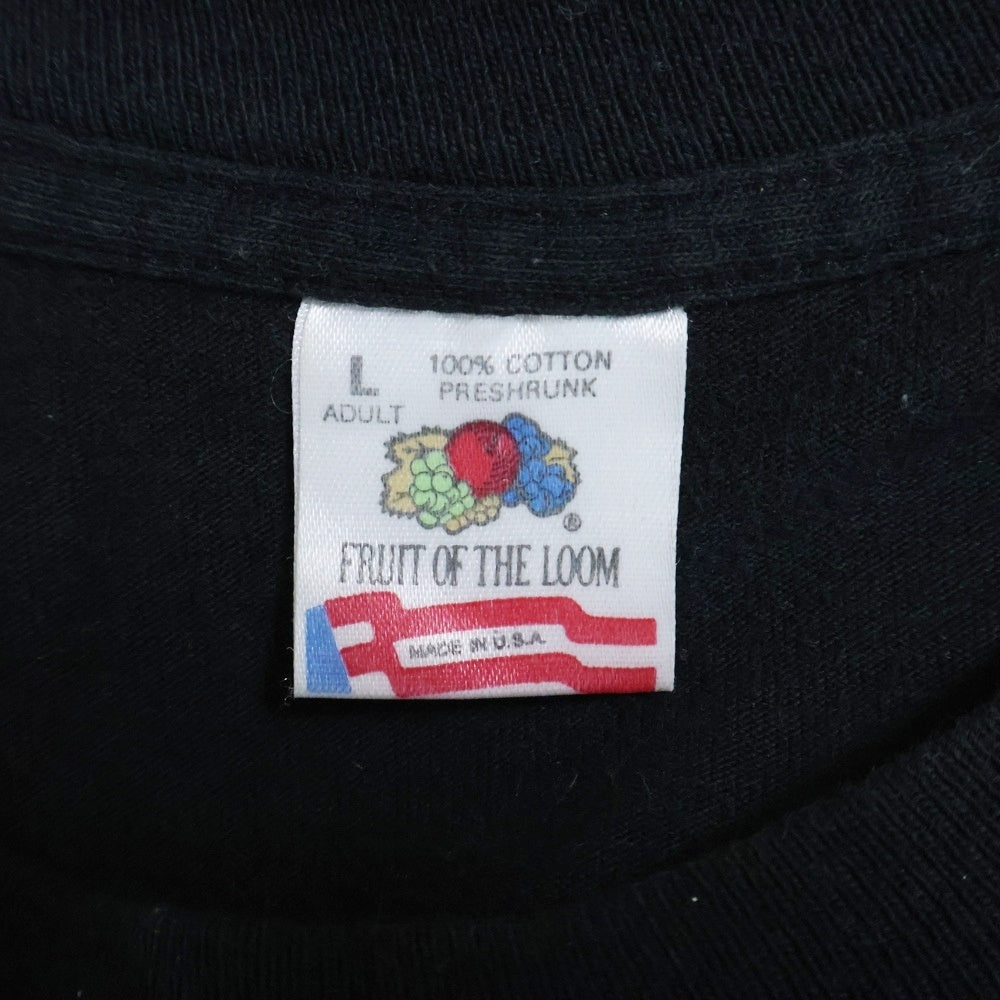 L
ADULT
100% COTTON
PRESHRUNK
®
FRUIT OF THE LOOM
MADE IN U.S.A.